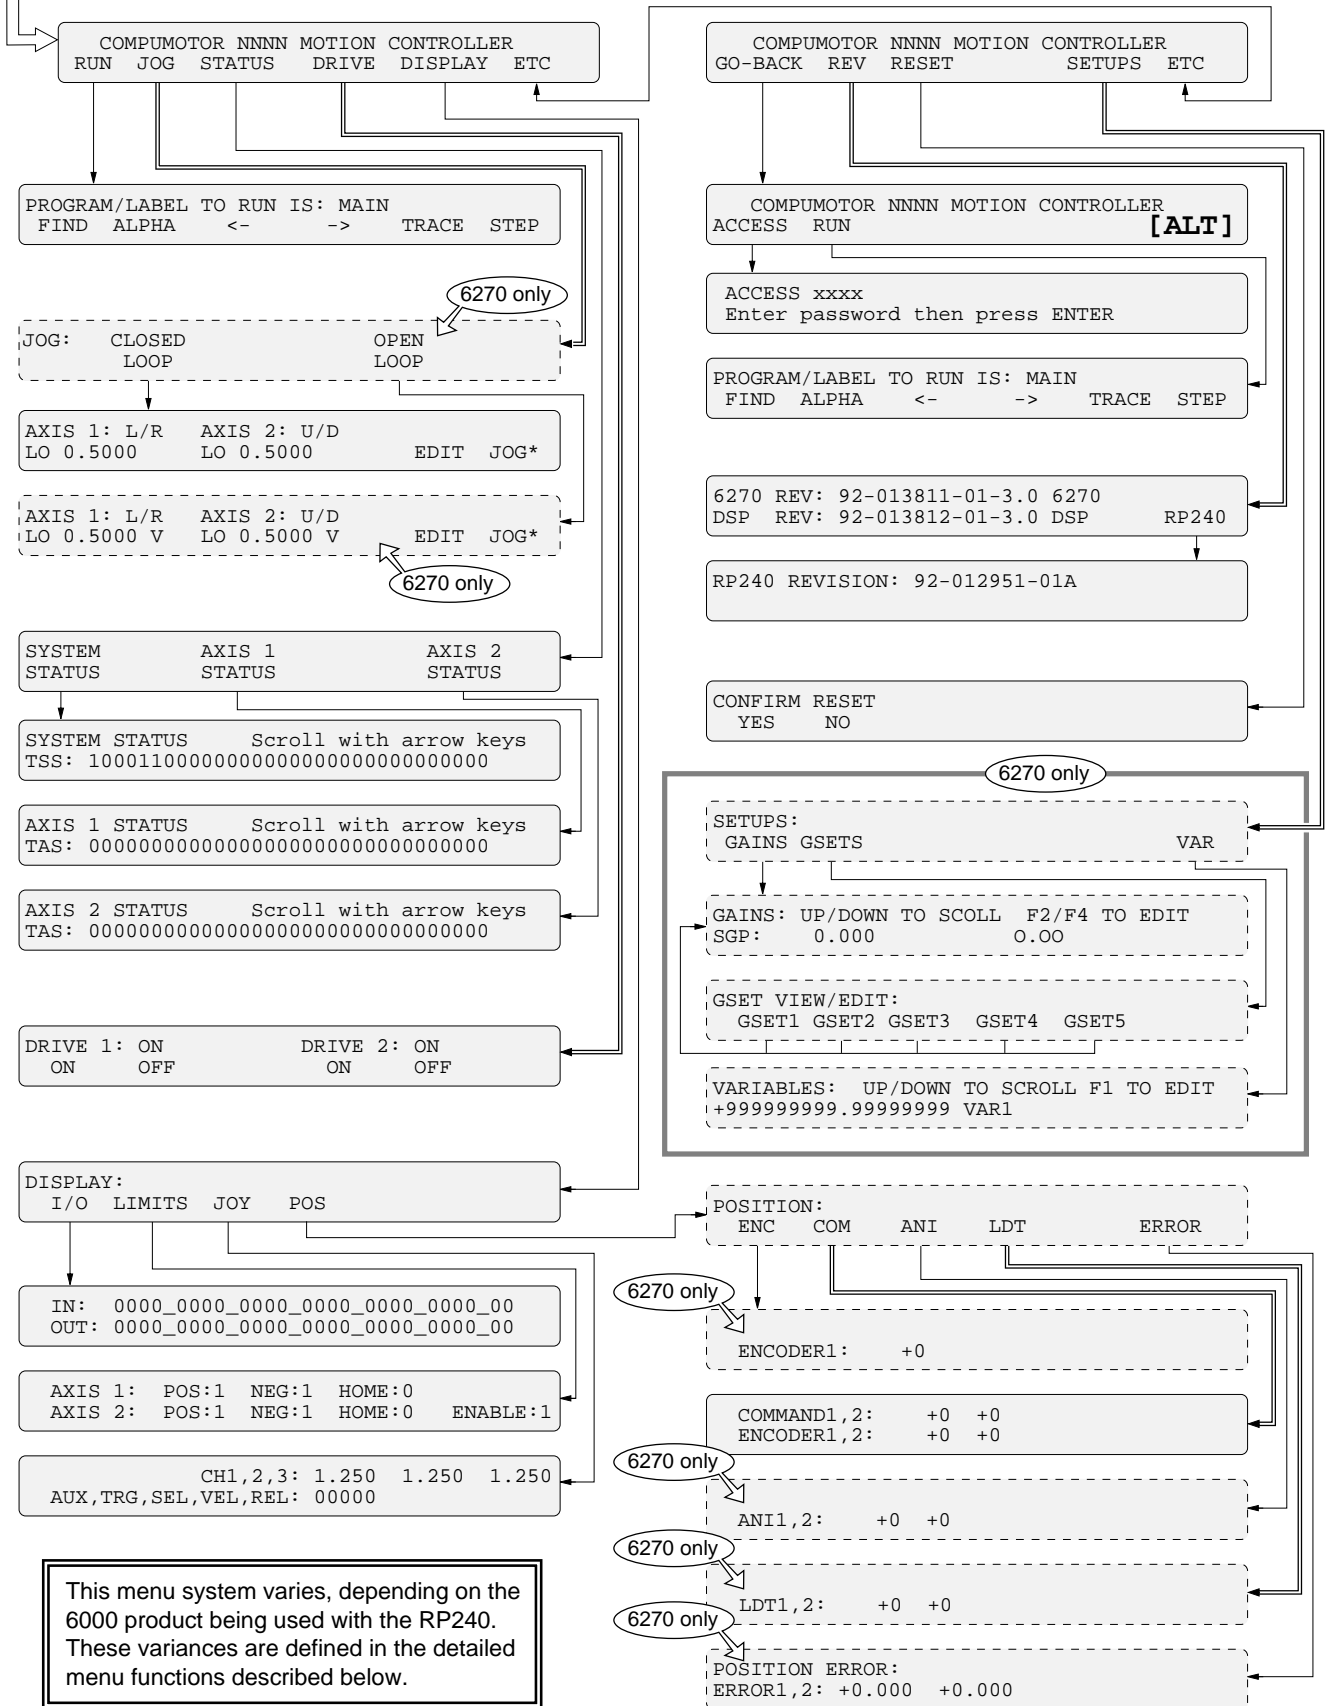 COMPUMOTOR NNNN MOTION CONTROLLER
RUN JOG STATUS DRIVE DISPLAY ETC
PROGRAM/LABEL TO RUN IS: MAIN
FIND ALPHA <- -> TRACE STEP
6270 only
JOG: CLOSED OPEN
LOOP LOOP
AXIS 1: L/R AXIS 2: U/D
LO 0.5000 LO 0.5000 EDIT JOG*
AXIS 1: L/R AXIS 2: U/D
LO 0.5000 V LO 0.5000 V EDIT JOG*
6270 only
SYSTEM AXIS 1 AXIS 2
STATUS STATUS STATUS
SYSTEM STATUS Scroll with arrow keys
TSS: 10001100000000000000000000000000
AXIS 1 STATUS Scroll with arrow keys
TAS: 00000000000000000000000000000000
AXIS 2 STATUS Scroll with arrow keys
TAS: 00000000000000000000000000000000
DRIVE 1: ON DRIVE 2: ON
ON OFF ON OFF
DISPLAY:
I/O LIMITS JOY POS
IN: 0000_0000_0000_0000_0000_0000_00
OUT: 0000_0000_0000_0000_0000_0000_00
AXIS 1: POS:1 NEG:1 HOME:0
AXIS 2: POS:1 NEG:1 HOME:0 ENABLE:1
CH1,2,3: 1.250 1.250 1.250
AUX,TRG,SEL,VEL,REL: 00000
This menu system varies, depending on the
6000 product being used with the RP240.
These variances are defined in the detailed
menu functions described below.
COMPUMOTOR NNNN MOTION CONTROLLER
GO-BACK REV RESET SETUPS ETC
COMPUMOTOR NNNN MOTION CONTROLLER
ACCESS RUN [ALT]
ACCESS xxxx
Enter password then press ENTER
PROGRAM/LABEL TO RUN IS: MAIN
FIND ALPHA <- -> TRACE STEP
6270 REV: 92-013811-01-3.0 6270
DSP REV: 92-013812-01-3.0 DSP RP240
RP240 REVISION: 92-012951-01A
CONFIRM RESET
YES NO
6270 only
SETUPS:
GAINS GSETS VAR
GAINS: UP/DOWN TO SCOLL F2/F4 TO EDIT
SGP: 0.000 O.OO
GSET VIEW/EDIT:
GSET1 GSET2 GSET3 GSET4 GSET5
VARIABLES: UP/DOWN TO SCROLL F1 TO EDIT
+999999999.99999999 VAR1
POSITION:
ENC COM ANI LDT ERROR
6270 only
ENCODER1: +0
COMMAND1,2: +0 +0
ENCODER1,2: +0 +0
6270 only
ANI1,2: +0 +0
6270 only
LDT1,2: +0 +0
6270 only
POSITION ERROR:
ERROR1,2: +0.000 +0.000